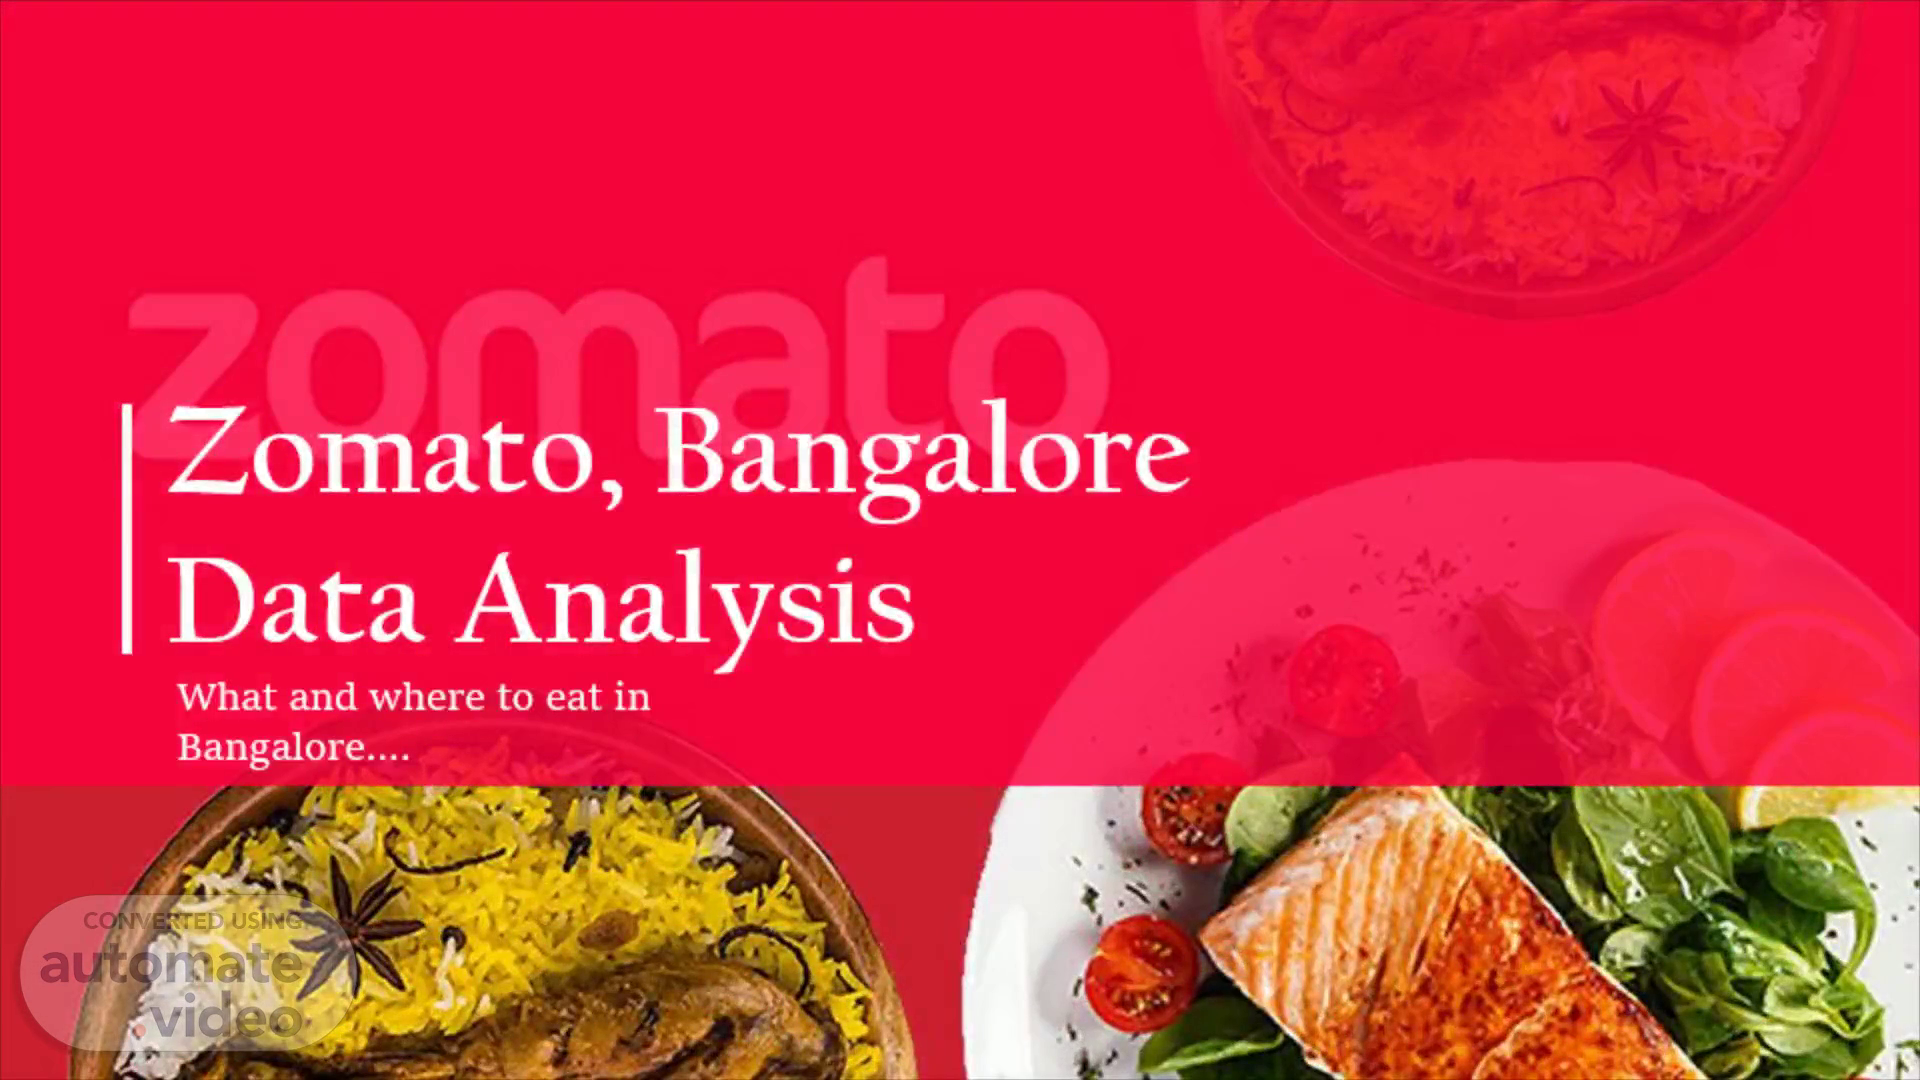 zomato
Zomato, Bangalore
Data Analysis
What and where to eat in
Bangalore....
CONVERTED USING
automate
.video